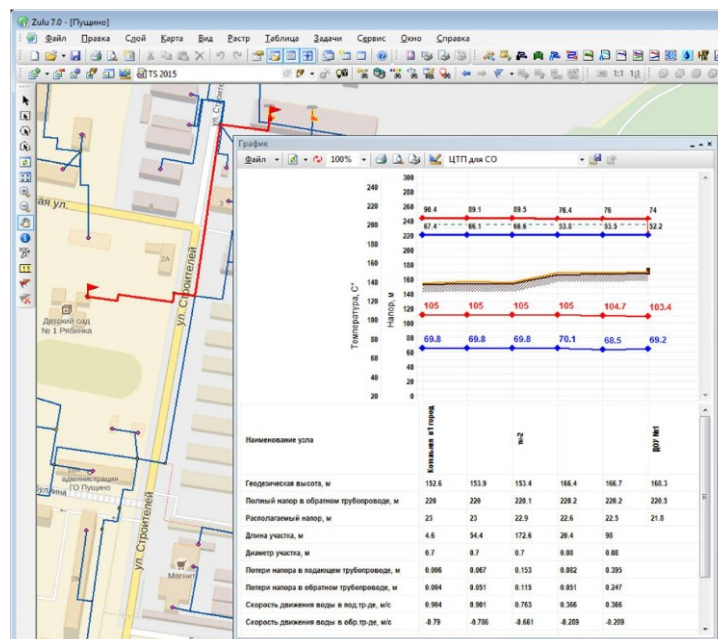 Zulu 7.0 - [Пущино]
Файл Правка Слой Карта Вид Растр Таблица Задачи Сервис Окно Справка
TS 2015
1:1
ул. Строителей
ая ул.
3
2А
Детский сад
№ 1 Рябинка
ул. Строителей
администрация
ГО Пущино
ул. Строителей
Магнит
График
Файл 100% ЦТП для СО
Температура, С°
240
220
200
180
160
140
120
100
80
60
40
20
Напор, м
300
280
260
240
220
200
180
160
140
120
100
80
60
40
20
0
90.4 89.1 89.5 76.4 76 74
67.4 66.1 66.6 53.8 53.5 52.2
105 105 105 105 104.7 103.4
69.8 69.8 69.8 70.1 68.5 69.2
Наименование узла
ДОУ №1
Геодезическая высота, м 152.6 153.9 153.4 166.4 166.7 168.3
Полный напор в обратном трубопроводе, м 220 220 220.1 220.2 220.2 220.5
Располагаемый напор, м 23 23 22.9 22.6 22.5 21.8
Длина участка, м 4.6 54.4 172.6 20.4 98
Диаметр участка, м 0.7 0.7 0.7 0.08 0.08
Потери напора в подающем трубопроводе, м 0.006 0.067 0.153 0.082 0.395
Потери напора в обратном трубопроводе, м 0.004 0.051 0.115 0.051 0.247
Скорость движения воды в под.тр-де, м/с 0.904 0.901 0.763 0.366 0.366
Скорость движения воды в обр.тр-де, м/с -0.79 -0.786 -0.661 -0.289 -0.289